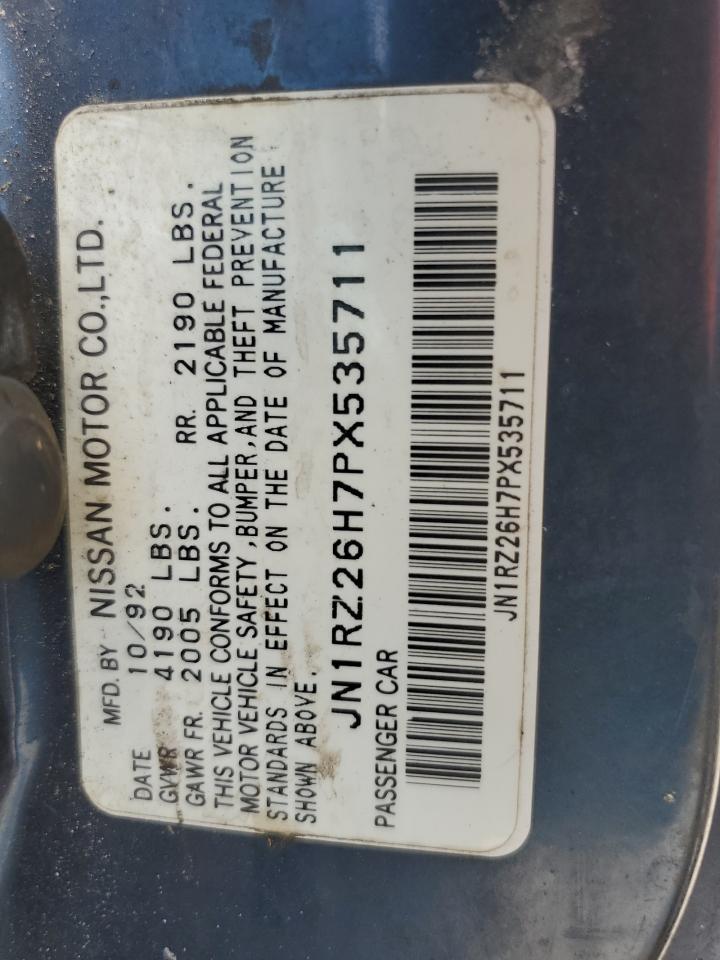 MFD. BY NISSAN MOTOR CO.,LTD.
DATE 10/92
GVWR 4190 LBS.
GAWR FR. 2005 LBS. RR. 2190 LBS.
THIS VEHICLE CONFORMS TO ALL APPLICABLE FEDERAL
MOTOR VEHICLE SAFETY,BUMPER,AND THEFT PREVENTION
STANDARDS IN EFFECT ON THE DATE OF MANUFACTURE
SHOWN ABOVE.
JN1RZ26H7PX535711
PASSENGER CAR
JN1RZ26H7PX535711